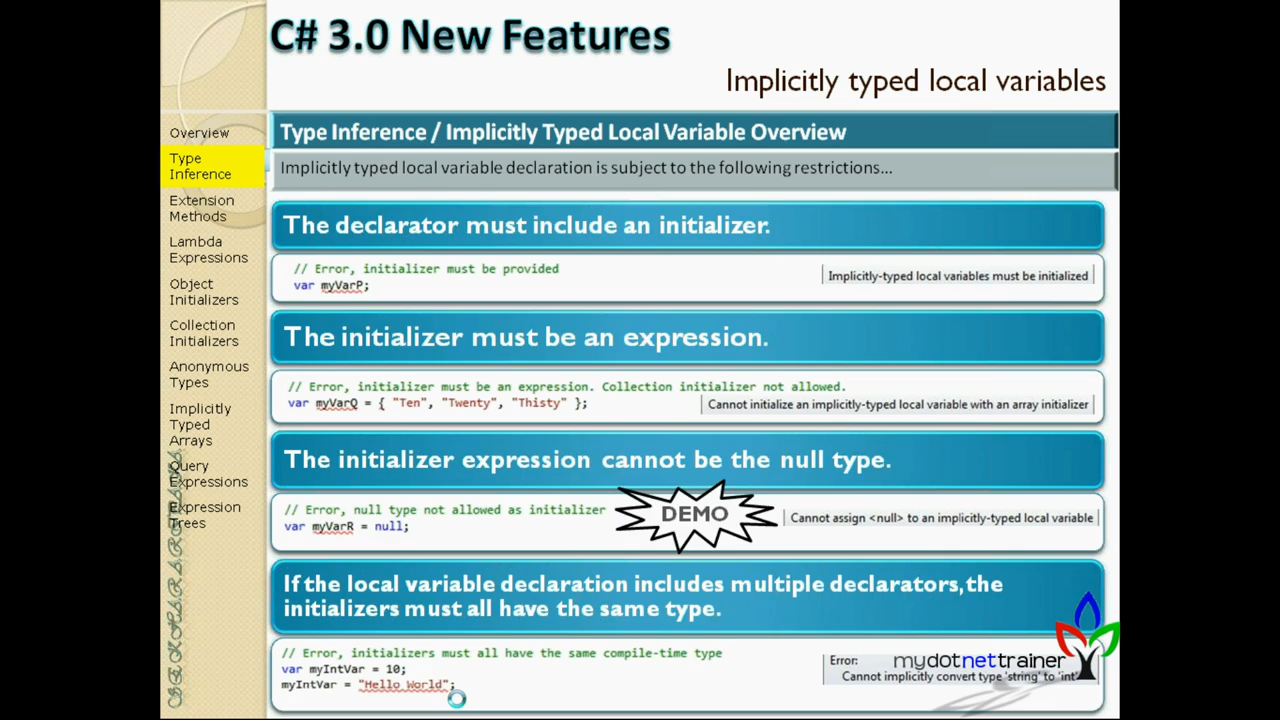 C# 3.0 New Features
Implicitly typed local variables
Overview
Type
Inference
Extension
Methods
Lambda
Expressions
Object
Initializers
Collection
Initializers
Anonymous
Types
Implicitly
Typed
Arrays
Query
Expressions
Expression
Trees
Type Inference / Implicitly Typed Local Variable Overview
Implicitly typed local variable declaration is subject to the following restrictions...
The declarator must include an initializer.
// Error, initializer must be provided
var myVarP;
Implicitly-typed local variables must be initialized
The initializer must be an expression.
// Error, initializer must be an expression. Collection initializer not allowed.
var myVarQ = { "Ten", "Twenty", "Thisty" };
Cannot initialize an implicitly-typed local variable with an array initializer
The initializer expression cannot be the null type.
// Error, null type not allowed as initializer
var myVarR = null;
DEMO
Cannot assign <null> to an implicitly-typed local variable
If the local variable declaration includes multiple declarators, the
initializers must all have the same type.
// Error, initializers must all have the same compile-time type
var myIntVar = 10;
myIntVar = "Hello World";
Error:
Cannot implicitly convert type 'string' to 'int'
mydotnettrainer